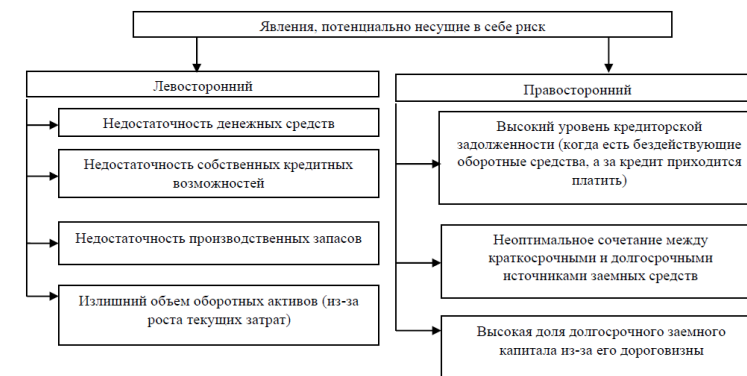 Явления, потенциально несущие в себе риск
Левосторонний
Недостаточность денежных средств
Недостаточность собственных кредитных
возможностей
Недостаточность производственных запасов
Излишний объем оборотных активов (из-за
роста текущих затрат)
Правосторонний
Высокий уровень кредиторской
задолженности (когда есть бездействующие
оборотные средства, а за кредит приходится
платить)
Неоптимальное сочетание между
краткосрочными и долгосрочными
источниками заемных средств
Высокая доля долгосрочного заемного
капитала из-за его дороговизны